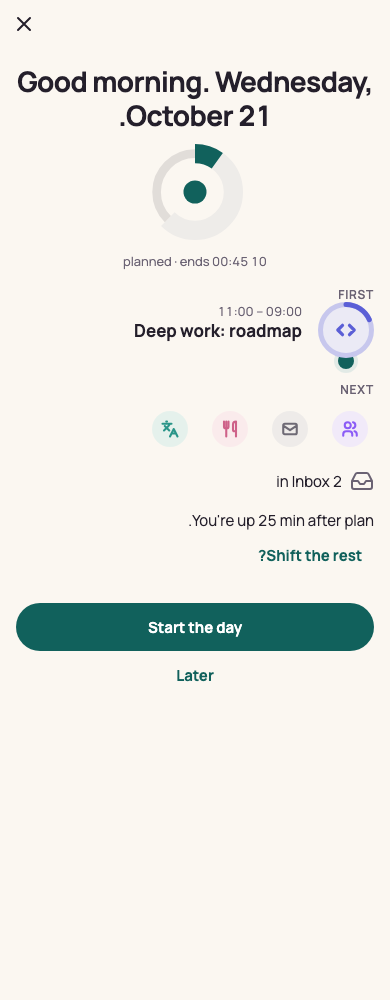 Good morning. Wednesday,
.October 21
planned · ends 00:45 10
FIRST
11:00 – 09:00
Deep work: roadmap
NEXT
in Inbox 2
.You're up 25 min after plan
?Shift the rest
Start the day
Later